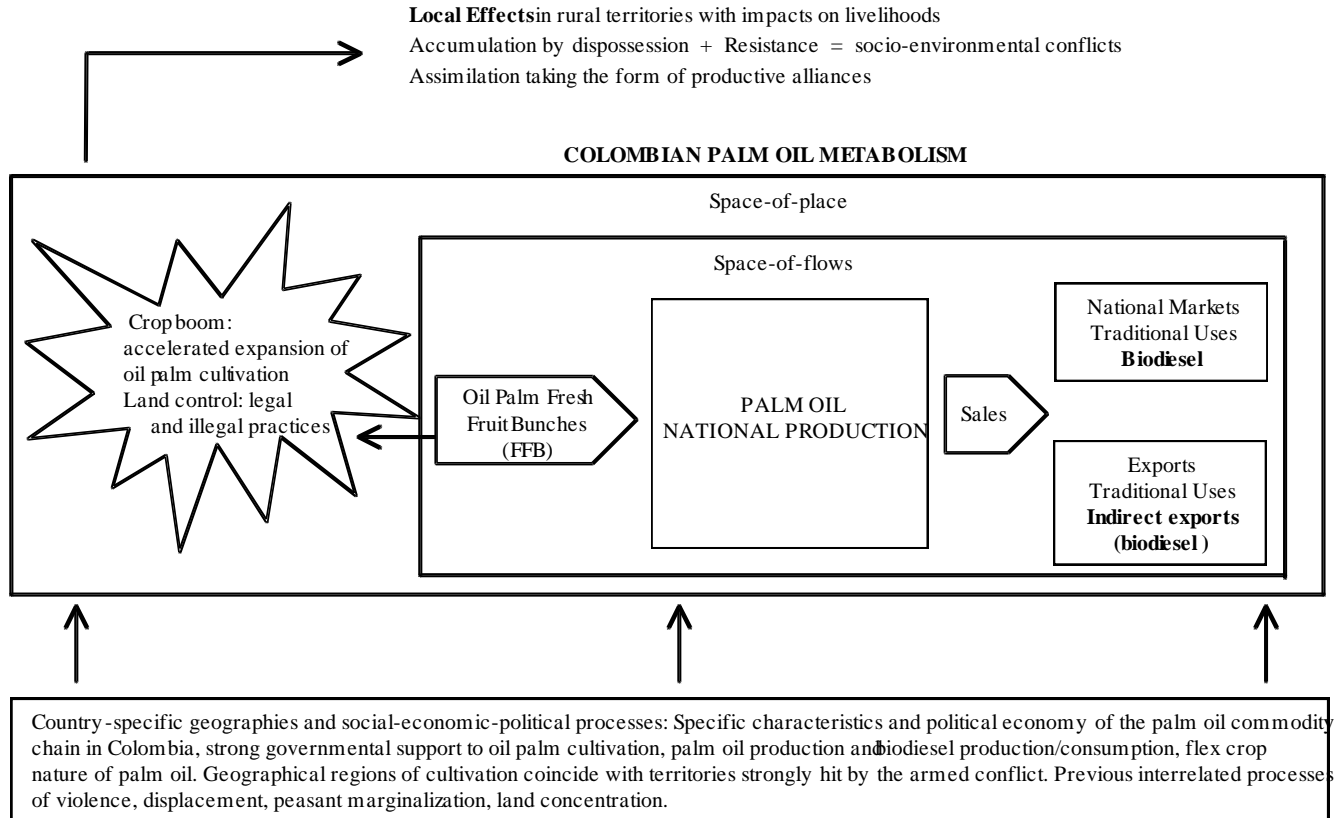 Local Effects in rural territories with impacts on livelihoods
Accumulation by dispossession + Resistance = socio-environmental conflicts
Assimilation taking the form of productive alliances
COLOMBIAN PALM OIL METABOLISM
Space-of-place
Space-of-flows
Crop boom:
accelerated expansion of
oil palm cultivation
Land control: legal
and illegal practices
Oil Palm Fresh
Fruit Bunches
(FFB)
PALM OIL
NATIONAL PRODUCTION
Sales
National Markets
Traditional Uses
Biodiesel
Exports
Traditional Uses
Indirect exports
(biodiesel)
Country-specific geographies and social-economic-political processes: Specific characteristics and political economy of the palm oil commodity
chain in Colombia, strong governmental support to oil palm cultivation, palm oil production and biodiesel production/consumption, flex crop
nature of palm oil. Geographical regions of cultivation coincide with territories strongly hit by the armed conflict. Previous interrelated processes
of violence, displacement, peasant marginalization, land concentration.